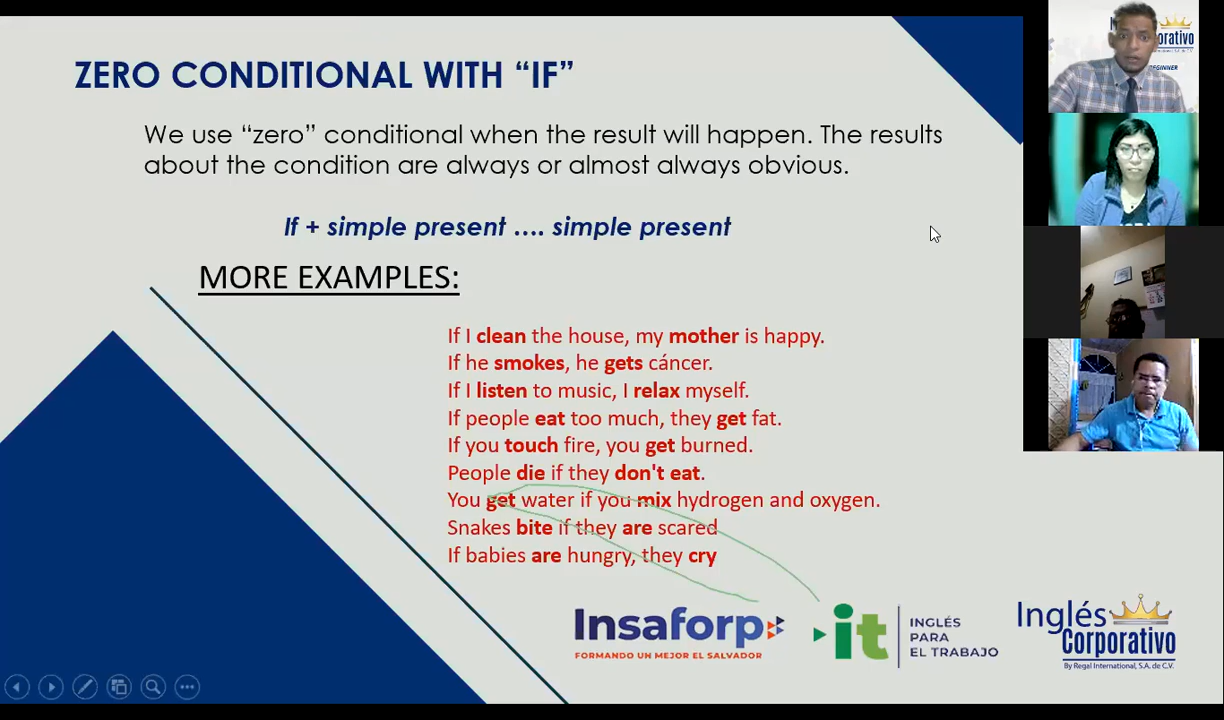 ZERO CONDITIONAL WITH “IF”
We use “zero” conditional when the result will happen. The results
about the condition are always or almost always obvious.
If + simple present .... simple present
MORE EXAMPLES:
If I clean the house, my mother is happy.
If he smokes, he gets cáncer.
If I listen to music, I relax myself.
If people eat too much, they get fat.
If you touch fire, you get burned.
People die if they don't eat.
You get water if you mix hydrogen and oxygen.
Snakes bite if they are scared
If babies are hungry, they cry
Insaforp
FORMANDO UN MEJOR EL SALVADOR
it
INGLÉS
PARA
EL TRABAJO
Inglés
Corporativo
By Regal International, S.A. de C.V.